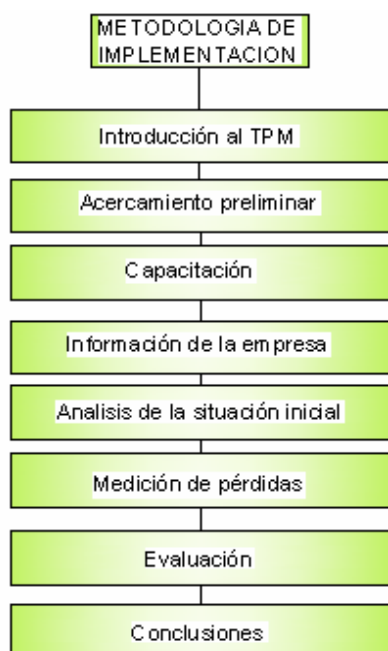 METODOLOGIA DE
IMPLEMENTACION
Introducción al TPM
Acercamiento preliminar
Capacitación
Información de la empresa
Analisis de la situación inicial
Medición de pérdidas
Evaluación
Conclusiones